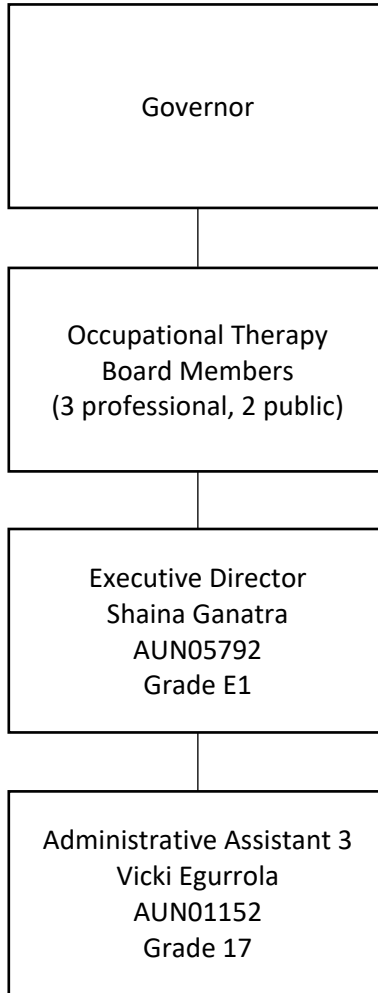 Governor
Occupational Therapy
Board Members
(3 professional, 2 public)
Executive Director
Shaina Ganatra
AUN05792
Grade E1
Administrative Assistant 3
Vicki Egurrola
AUN01152
Grade 17